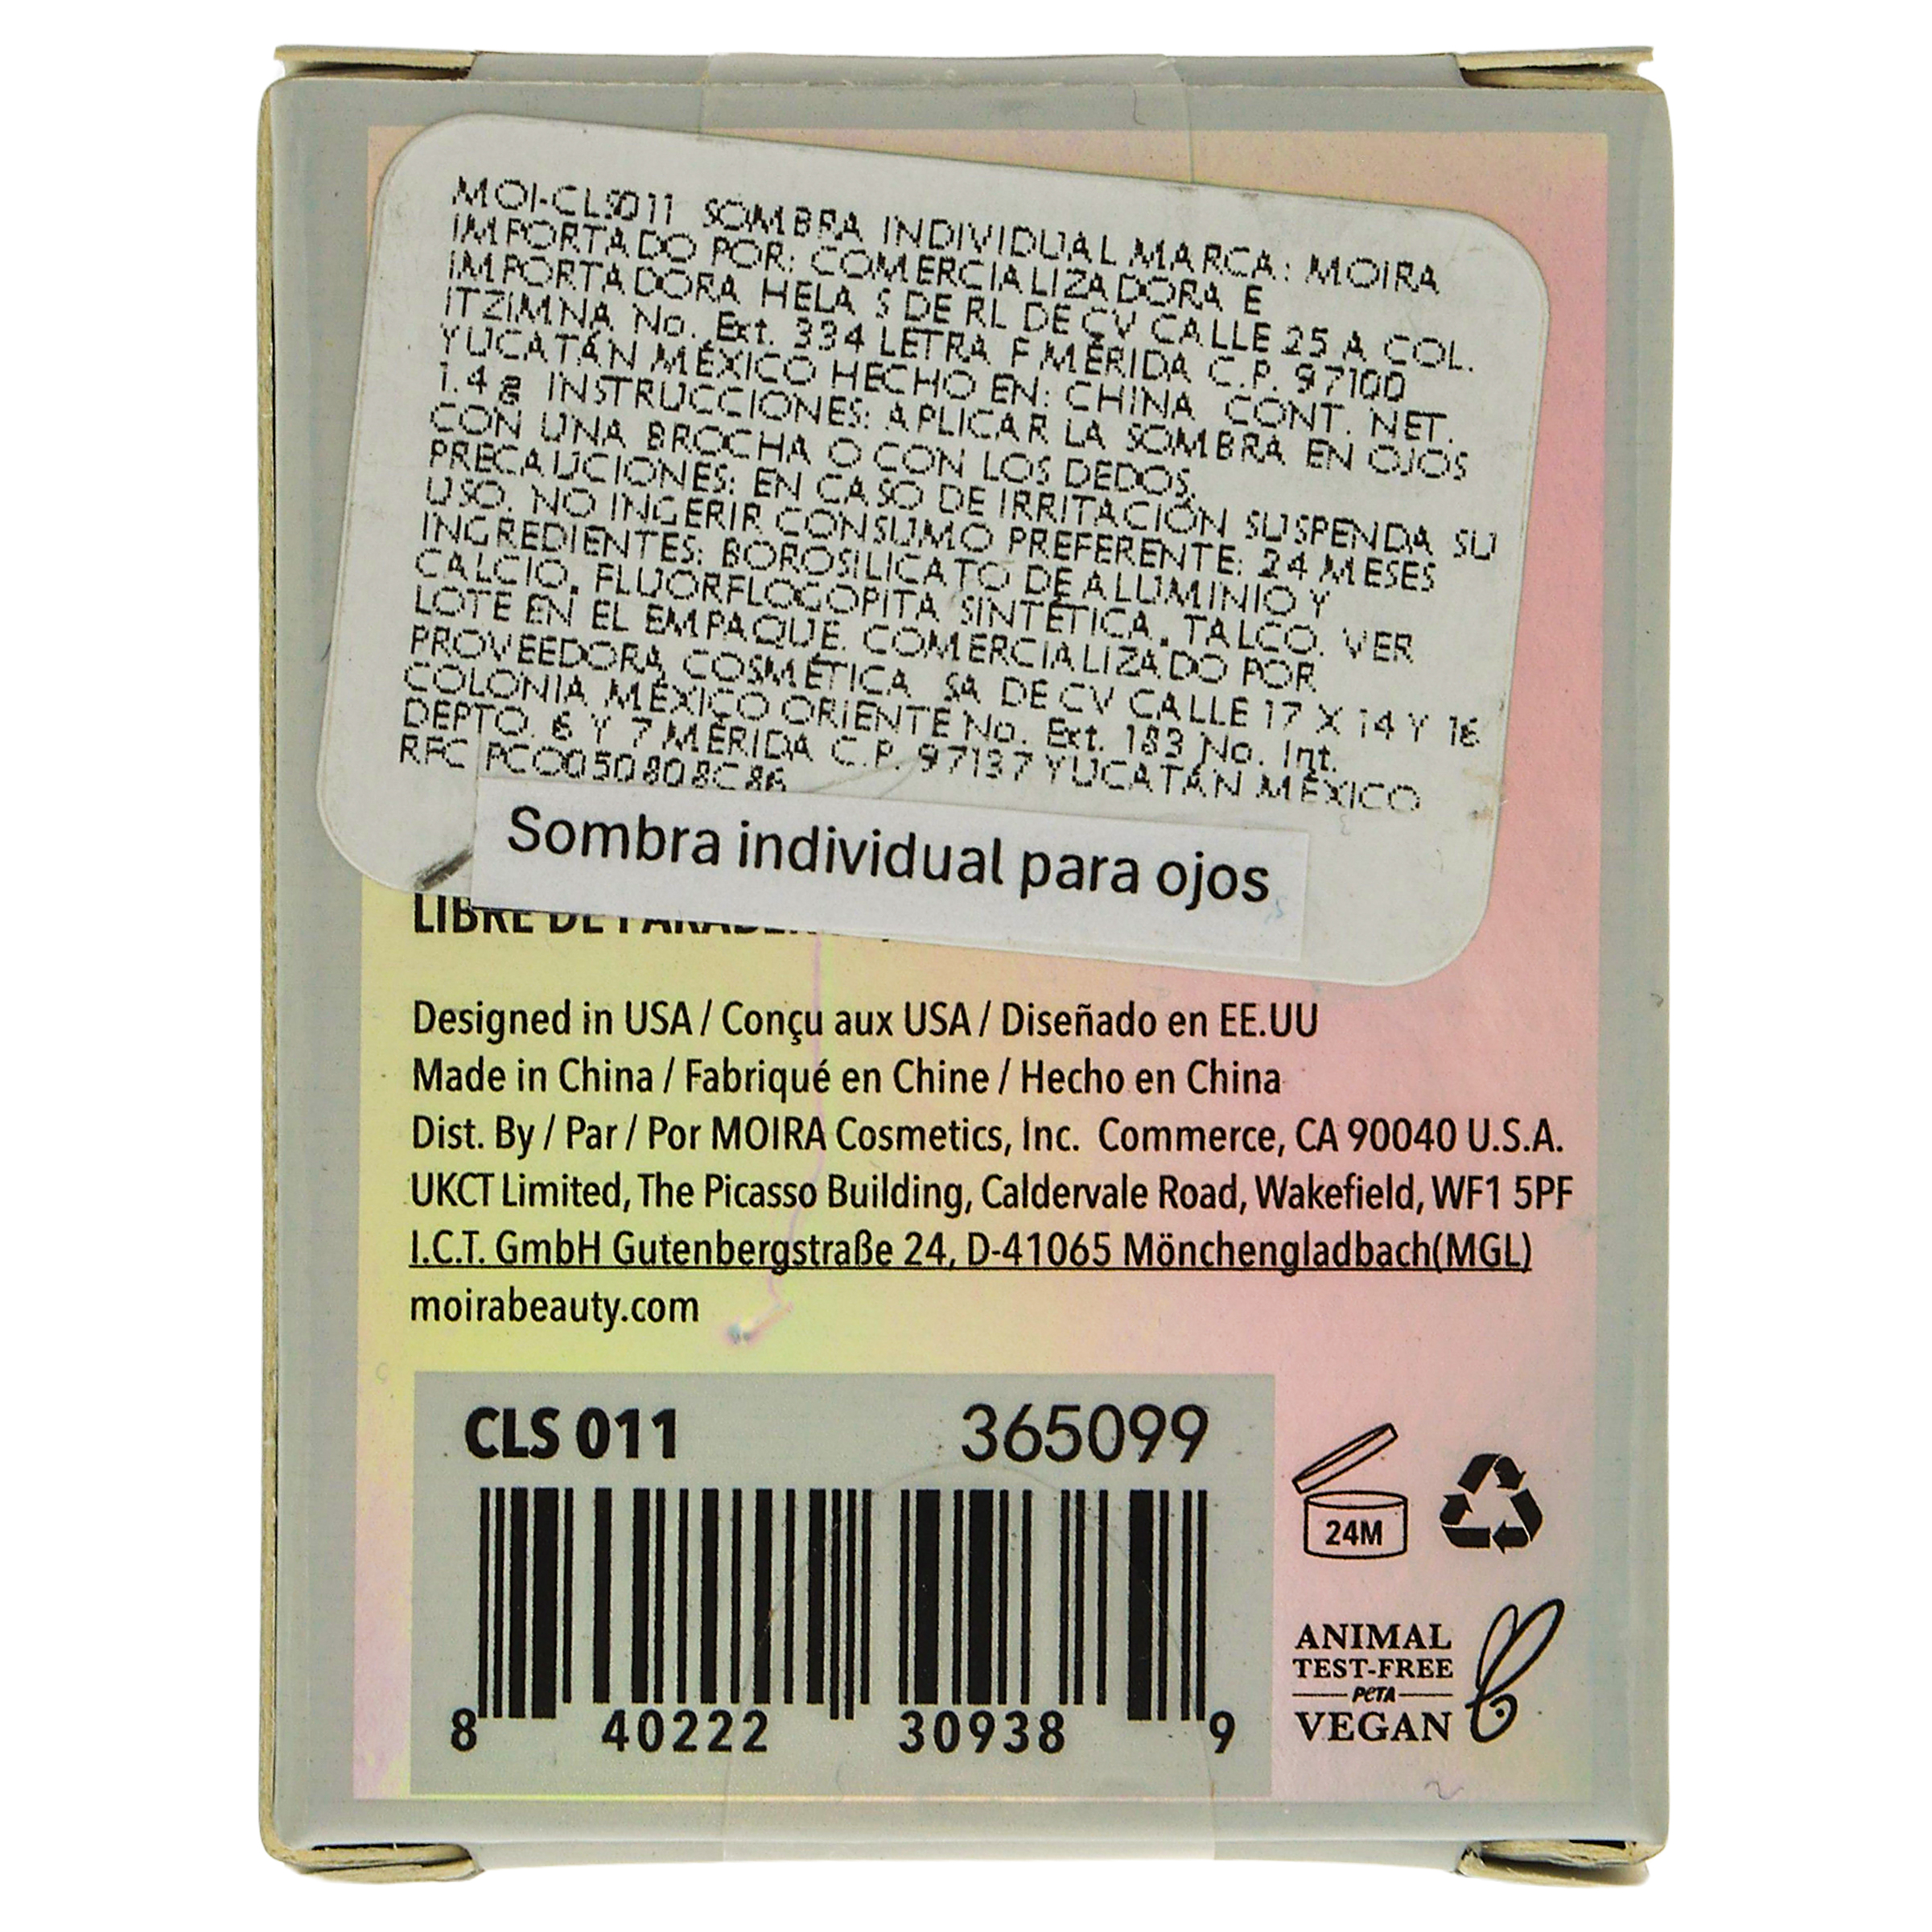 MOI-CLS011 SOMBRA INDIVIDUAL MARCA: MOIRA
IMPORTADO POR: COMERCIALIZADORA E
IMPORTADORA HELA S DE RL DE CV CALLE 25 A COL.
ITZIMNA No. Ext. 334 LETRA F MÉRIDA C.P. 97100
YUCATÁN MÉXICO HECHO EN: CHINA CONT. NET.
1.4 g INSTRUCCIONES: APLICAR LA SOMBRA EN OJOS
CON UNA BROCHA O CON LOS DEDOS.
PRECAUCIONES: EN CASO DE IRRITACIÓN SUSPENDA SU
USO. NO INGERIR CONSUMO PREFERENTE: 24 MESES
INGREDIENTES: BOROSILICATO DE ALUMINIO Y
CALCIO, FLUORFLOGOPITA SINTÉTICA, TALCO. VER
LOTE EN EL EMPAQUE. COMERCIALIZADO POR
PROVEEDORA COSMÉTICA SA DE CV CALLE 17 X 14 Y 16
COLONIA MÉXICO ORIENTE No. Ext. 183 No. Int.
DEPTO. 6 Y 7 MÉRIDA C.P. 97137 YUCATÁN MÉXICO
RFC PCO050808C86
Sombra individual para ojos
LIBRE DE
Designed in USA / Conçu aux USA / Diseñado en EE.UU
Made in China / Fabriqué en Chine / Hecho en China
Dist. By / Par / Por MOIRA Cosmetics, Inc. Commerce, CA 90040 U.S.A.
UKCT Limited, The Picasso Building, Caldervale Road, Wakefield, WF1 5PF
I.C.T. GmbH Gutenbergstraße 24, D-41065 Mönchengladbach(MGL)
moirabeauty.com
CLS 011 365099
8 40222 30938 9
24M
ANIMAL
TEST-FREE
PETA
VEGAN